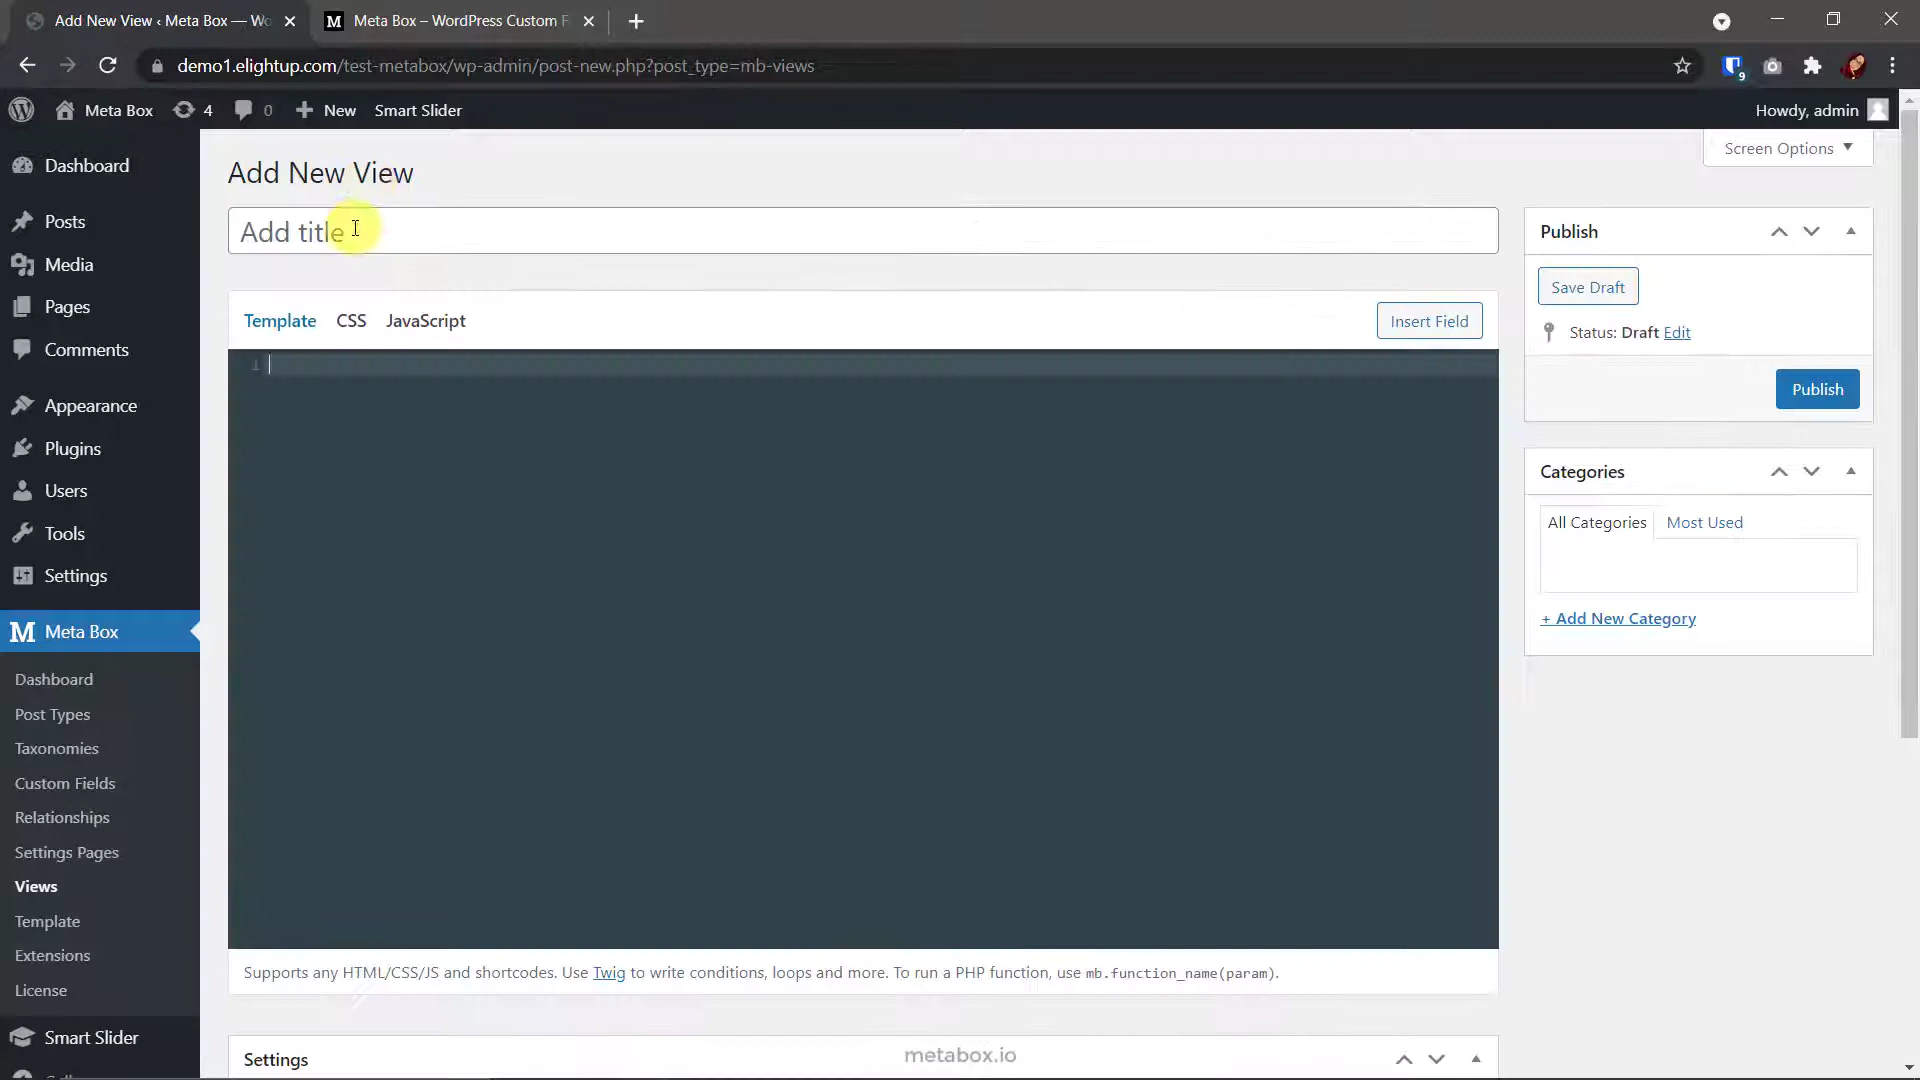 Add New View ‹ Meta Box — Wo
Meta Box – WordPress Custom F
demo1.elightup.com/test-metabox/wp-admin/post-new.php?post_type=mb-views
9
Meta Box
4
0
New
Smart Slider
Howdy, admin
Screen Options
Add New View
Add title
Dashboard
Posts
Media
Pages
Comments
Appearance
Plugins
Users
Tools
Settings
Meta Box
Dashboard
Post Types
Taxonomies
Custom Fields
Relationships
Settings Pages
Views
Template
Extensions
License
Smart Slider
Template
CSS
JavaScript
Insert Field
1
Supports any HTML/CSS/JS and shortcodes. Use Twig to write conditions, loops and more. To run a PHP function, use mb.function_name(param).
Settings
metabox.io
Publish
Save Draft
Status: Draft Edit
Publish
Categories
All Categories
Most Used
+ Add New Category